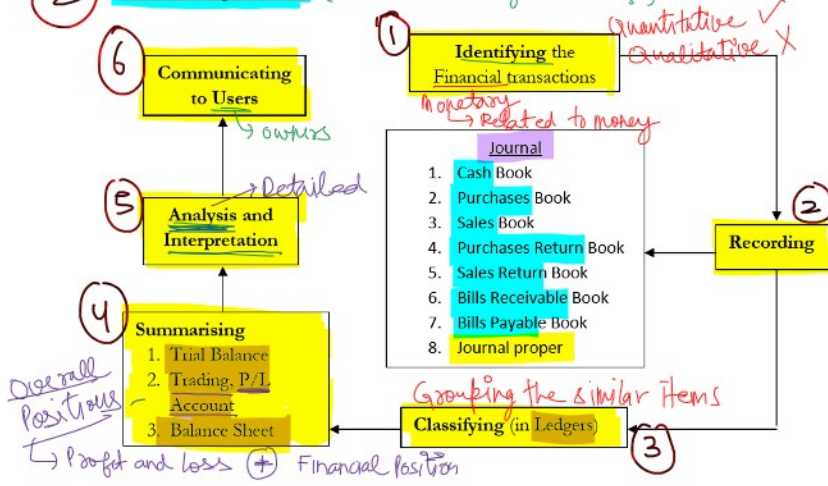 1
Identifying the
Financial transactions
Quantitative ✓
Qualitative X
Monetary
↳ Related to money
2
Recording
Journal
1. Cash Book
2. Purchases Book
3. Sales Book
4. Purchases Return Book
5. Sales Return Book
6. Bills Receivable Book
7. Bills Payable Book
8. Journal proper
3
Grouping the similar items
Classifying (in Ledgers)
4
Summarising
1. Trial Balance
2. Trading, P/L
Account
3. Balance Sheet
Overall
Positions
↳ Profit and loss + Financial Position
5
Analysis and
Interpretation
→ Detailed
6
Communicating
to Users
↳ owners